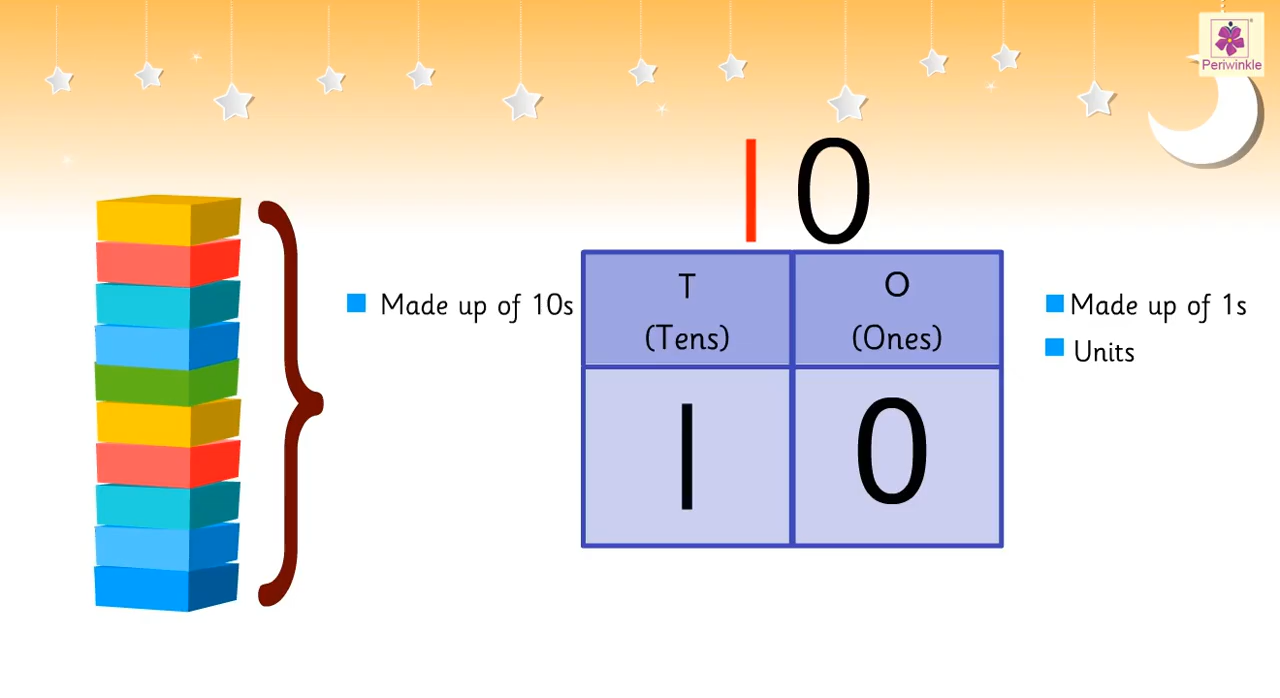 Periwinkle
10
Made up of 10s
T
(Tens)
O
(Ones)
1
0
Made up of 1s
Units